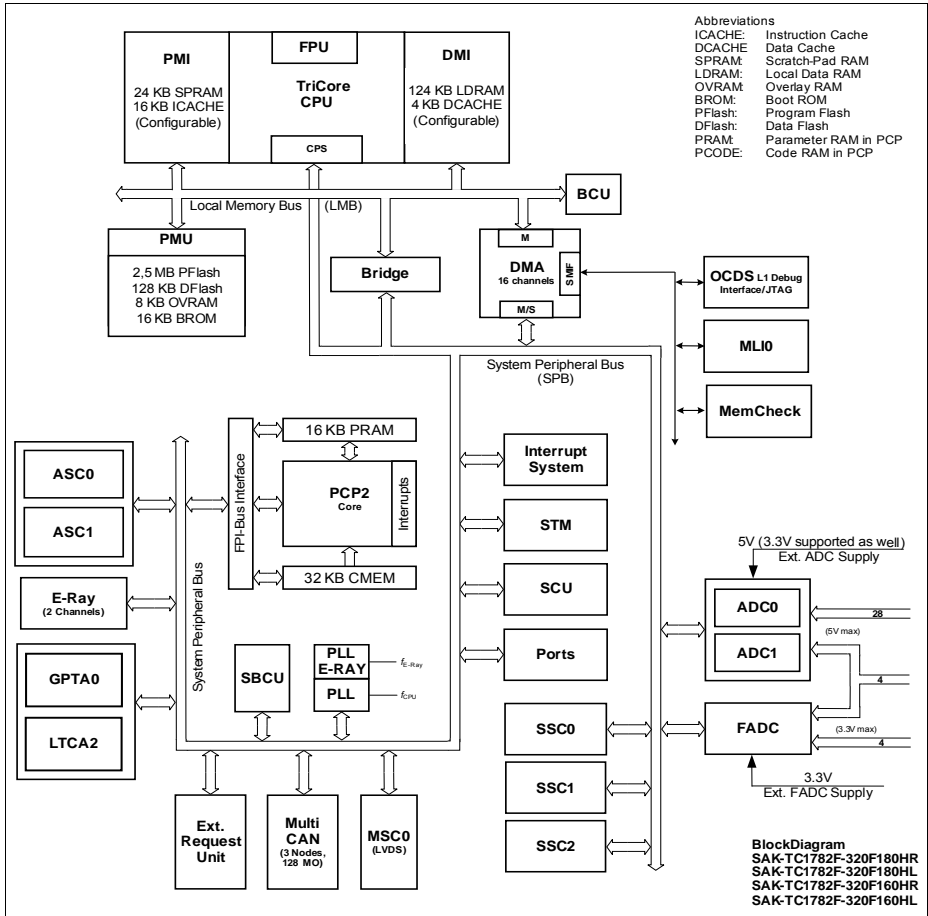 Abbreviations
ICACHE: Instruction Cache
DCACHE Data Cache
SPRAM: Scratch-Pad RAM
LDRAM: Local Data RAM
OVRAM: Overlay RAM
BROM: Boot ROM
PFlash: Program Flash
DFlash: Data Flash
PRAM: Parameter RAM in PCP
PCODE: Code RAM in PCP
PMI
24 KB SPRAM
16 KB ICACHE
(Configurable)
FPU
TriCore
CPU
CPS
DMI
124 KB LDRAM
4 KB DCACHE
(Configurable)
Local Memory Bus (LMB)
BCU
PMU
2,5 MB PFlash
128 KB DFlash
8 KB OVRAM
16 KB BROM
Bridge
M
DMA
16 channels
SMIF
M/S
OCDS L1 Debug
Interface/JTAG
MLI0
MemCheck
System Peripheral Bus
(SPB)
ASC0
ASC1
E-Ray
(2 Channels)
GPTA0
LTCA2
System Peripheral Bus
FPI-Bus Interface
16 KB PRAM
PCP2
Core
Interrupts
32 KB CMEM
SBCU
PLL
E-RAY
PLL
fE-Ray
fCPU
Interrupt
System
STM
SCU
Ports
SSC0
SSC1
SSC2
5V (3.3V supported as well)
Ext. ADC Supply
ADC0
ADC1
28
(5V max)
4
FADC
(3.3V max)
4
3.3V
Ext. FADC Supply
Ext.
Request
Unit
Multi
CAN
(3 Nodes,
128 MO)
MSC0
(LVDS)
BlockDiagram
SAK-TC1782F-320F180HR
SAK-TC1782F-320F180HL
SAK-TC1782F-320F160HR
SAK-TC1782F-320F160HL